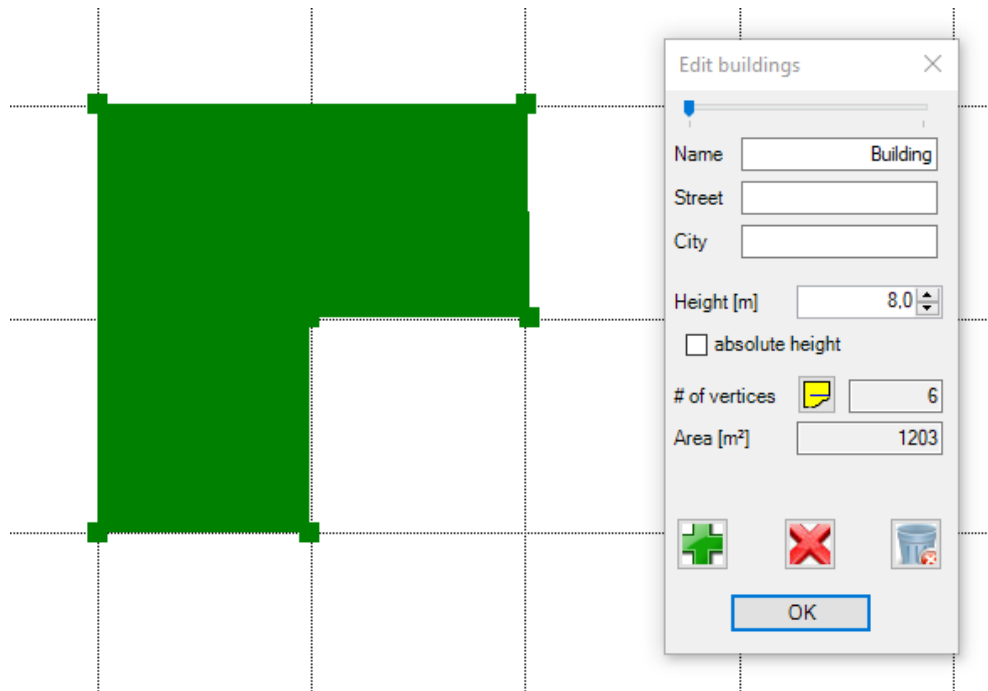 Edit buildings
Name Building
Street
City
Height [m] 8,0
absolute height
# of vertices 6
Area [m²] 1203
OK